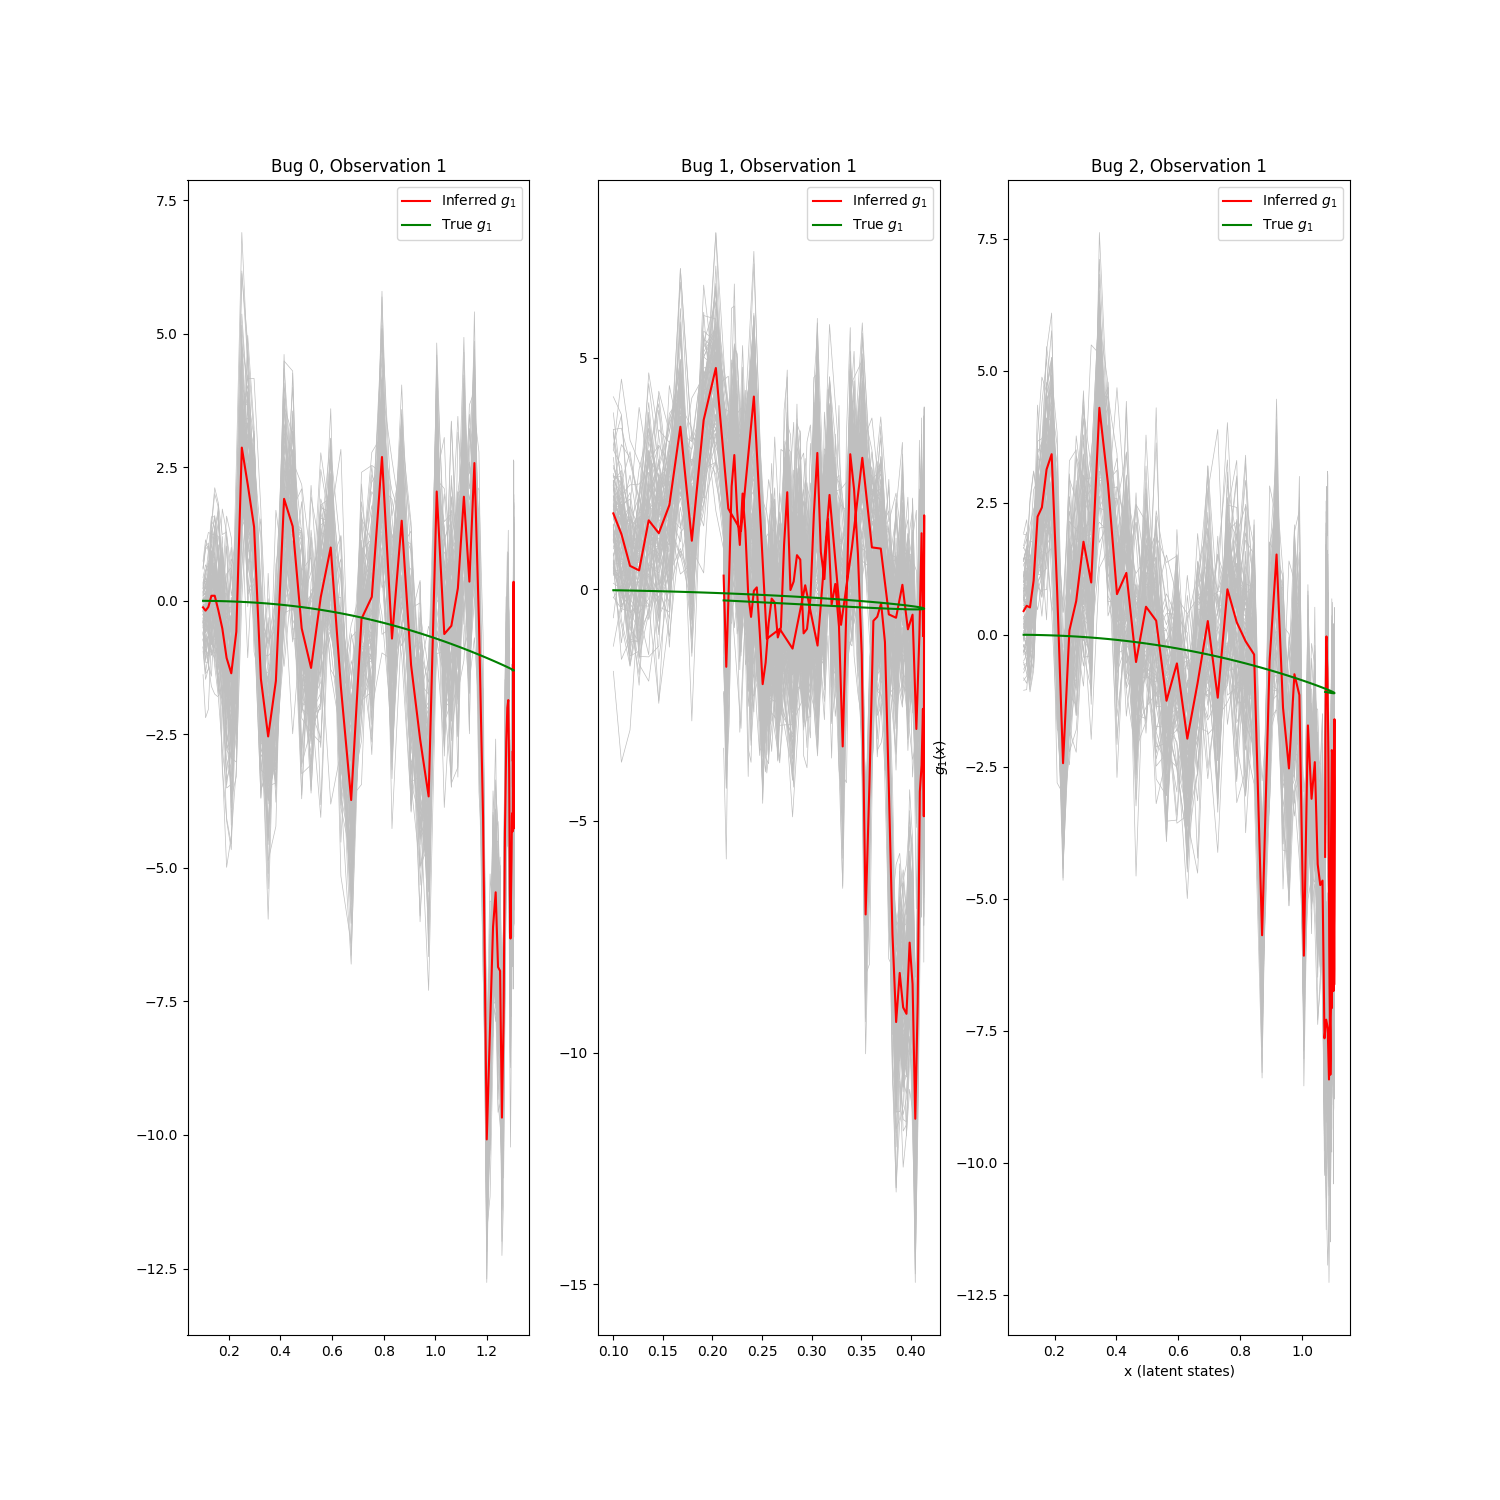 Bug 0, Observation 1
Inferred g₁
True g₁
7.5
5.0
2.5
0.0
−2.5
−5.0
−7.5
−10.0
−12.5
0.2 0.4 0.6 0.8 1.0 1.2
Bug 1, Observation 1
Inferred g₁
True g₁
5
0
−5
−10
−15
0.10 0.15 0.20 0.25 0.30 0.35 0.40
Bug 2, Observation 1
Inferred g₁
True g₁
g₁(x)
7.5
5.0
2.5
0.0
−2.5
−5.0
−7.5
−10.0
−12.5
0.2 0.4 0.6 0.8 1.0
x (latent states)